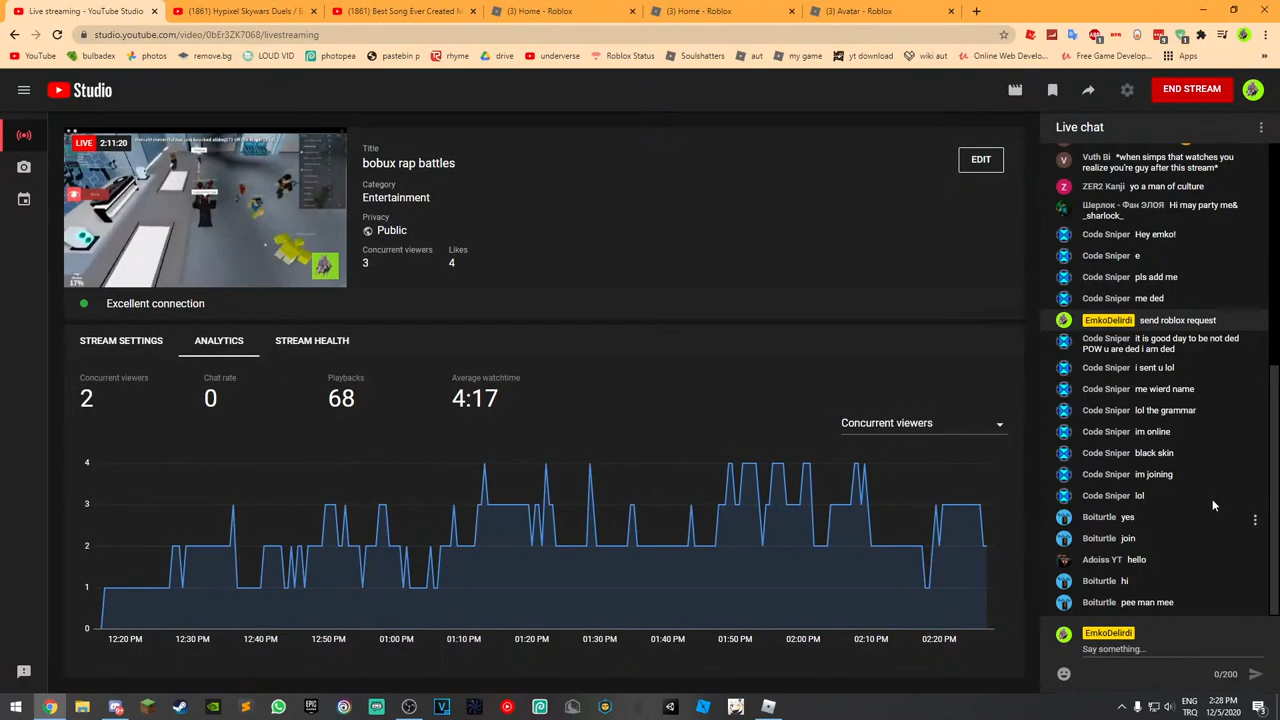 Live streaming - YouTube Studio
(1861) Hypixel Skywars Duels / B
(1861) Best Song Ever Created M
(3) Home - Roblox
(3) Home - Roblox
(3) Avatar - Roblox
studio.youtube.com/video/0bEr3ZK7068/livestreaming
YouTube
bulbadex
photos
remove.bg
LOUD VID
photopea
pastebin p
rhyme
drive
underverse
Roblox Status
Soulshatters
aut
my game
yt download
wiki aut
Online Web Develo...
Free Game Develop...
Apps
Studio
END STREAM
LIVE 2:11:20
17%
Title
bobux rap battles
Category
Entertainment
Privacy
Public
Concurrent viewers Likes
3 4
EDIT
Excellent connection
STREAM SETTINGS ANALYTICS STREAM HEALTH
Concurrent viewers Chat rate Playbacks Average watchtime
2 0 68 4:17
Concurrent viewers
4
3
2
1
0
12:20 PM 12:30 PM 12:40 PM 12:50 PM 01:00 PM 01:10 PM 01:20 PM 01:30 PM 01:40 PM 01:50 PM 02:00 PM 02:10 PM 02:20 PM
Live chat
Vuth Bi *when simps that watches you
realize you're guy after this stream*
ZER2 Kanji yo a man of culture
Шерлок - Фан ЭЛОЯ Hi may party me&
_sharlock_
Code Sniper Hey emko!
Code Sniper e
Code Sniper pls add me
Code Sniper me ded
EmkoDelirdi send roblox request
Code Sniper it is good day to be not ded
POW u are ded i am ded
Code Sniper i sent u lol
Code Sniper me wierd name
Code Sniper lol the grammar
Code Sniper im online
Code Sniper black skin
Code Sniper im joining
Code Sniper lol
Boiturtle yes
Boiturtle join
Adoiss YT hello
Boiturtle hi
Boiturtle pee man mee
EmkoDelirdi
Say something...
0/200
ENG
TRQ
2:28 PM
12/5/2020